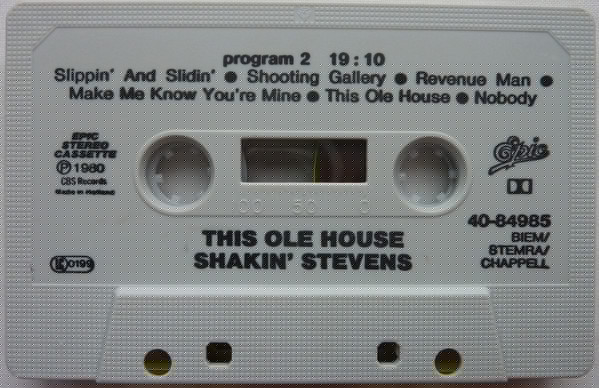 program 2 19:10
Slippin' And Slidin' ● Shooting Gallery ● Revenue Man ●
Make Me Know You're Mine ● This Ole House ● Nobody
EPIC
STEREO
CASSETTE
Ⓟ 1980
CBS Records
Made in Holland
Epic
100 50 0
40-84985
BIEM/
STEMRA/
CHAPPELL
THIS OLE HOUSE
SHAKIN' STEVENS
0199